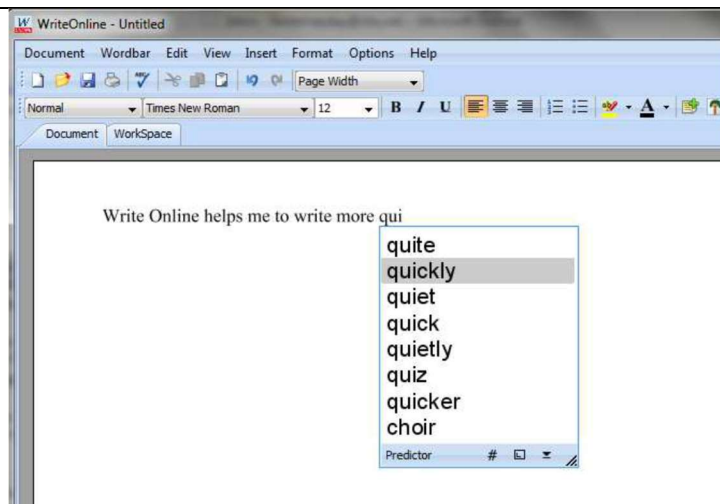 WriteOnline - Untitled
Document Wordbar Edit View Insert Format Options Help
Page Width
Normal Times New Roman 12 B I U A
Document WorkSpace
Write Online helps me to write more qui
quite
quickly
quiet
quick
quietly
quiz
quicker
choir
Predictor #